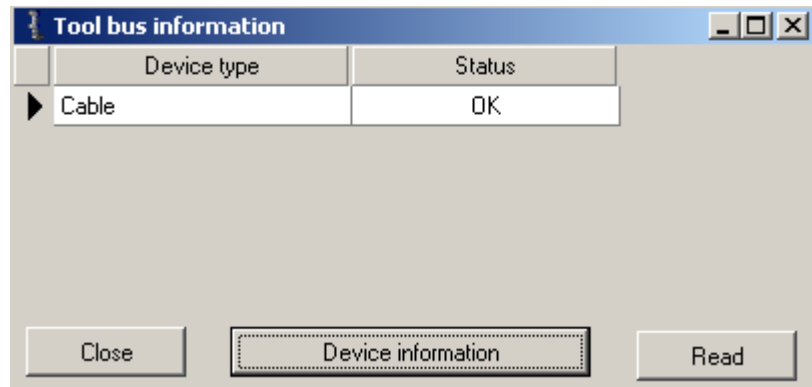 Tool bus information
Device type Status
Cable OK
Close Device information Read